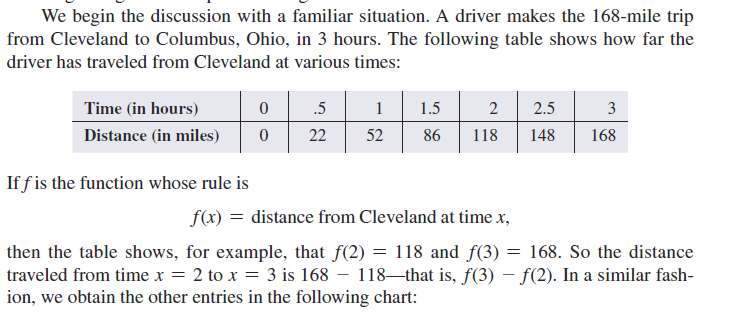 We begin the discussion with a familiar situation. A driver makes the 168-mile trip
from Cleveland to Columbus, Ohio, in 3 hours. The following table shows how far the
driver has traveled from Cleveland at various times:
Time (in hours) 0 .5 1 1.5 2 2.5 3
Distance (in miles) 0 22 52 86 118 148 168
If f is the function whose rule is
f(x) = distance from Cleveland at time x,
then the table shows, for example, that f(2) = 118 and f(3) = 168. So the distance
traveled from time x = 2 to x = 3 is 168 − 118—that is, f(3) − f(2). In a similar fash-
ion, we obtain the other entries in the following chart: